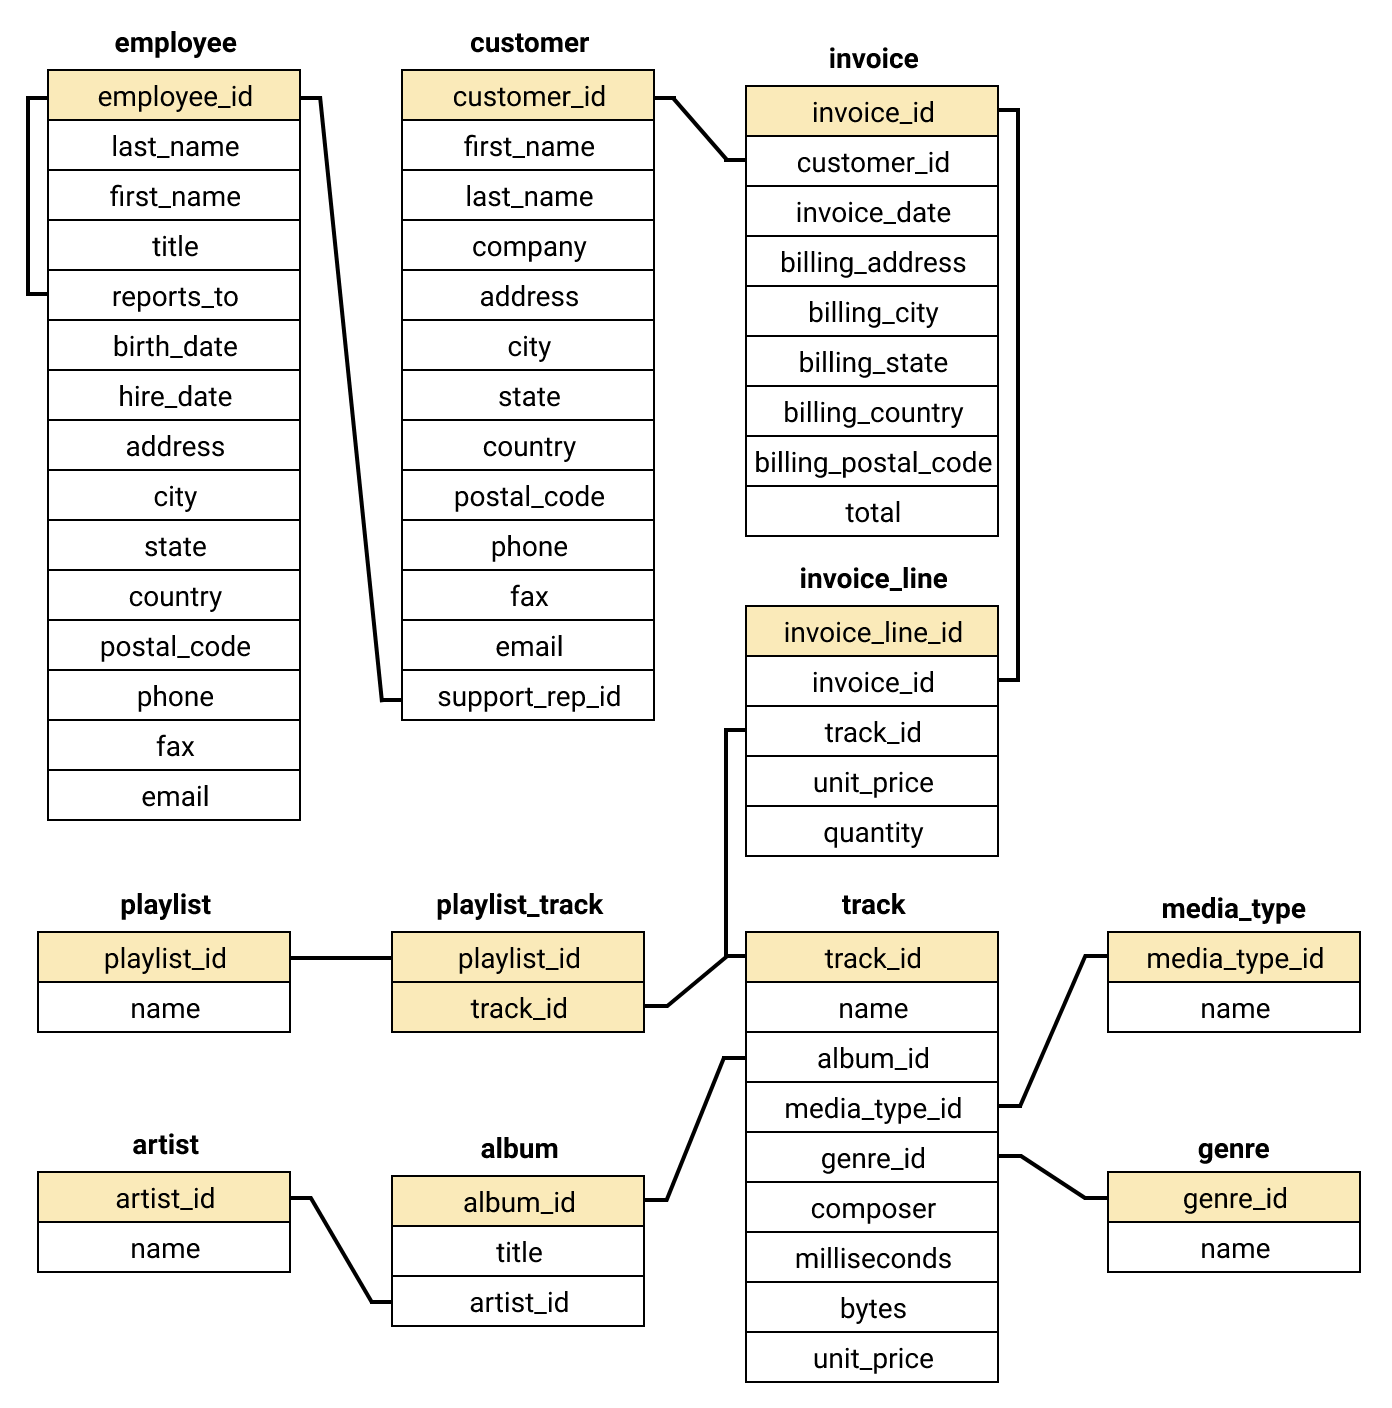 employee
employee_id
last_name
first_name
title
reports_to
birth_date
hire_date
address
city
state
country
postal_code
phone
fax
email
customer
customer_id
first_name
last_name
company
address
city
state
country
postal_code
phone
fax
email
support_rep_id
invoice
invoice_id
customer_id
invoice_date
billing_address
billing_city
billing_state
billing_country
billing_postal_code
total
invoice_line
invoice_line_id
invoice_id
track_id
unit_price
quantity
playlist
playlist_id
name
playlist_track
playlist_id
track_id
track
track_id
name
album_id
media_type_id
genre_id
composer
milliseconds
bytes
unit_price
media_type
media_type_id
name
artist
artist_id
name
album
album_id
title
artist_id
genre
genre_id
name